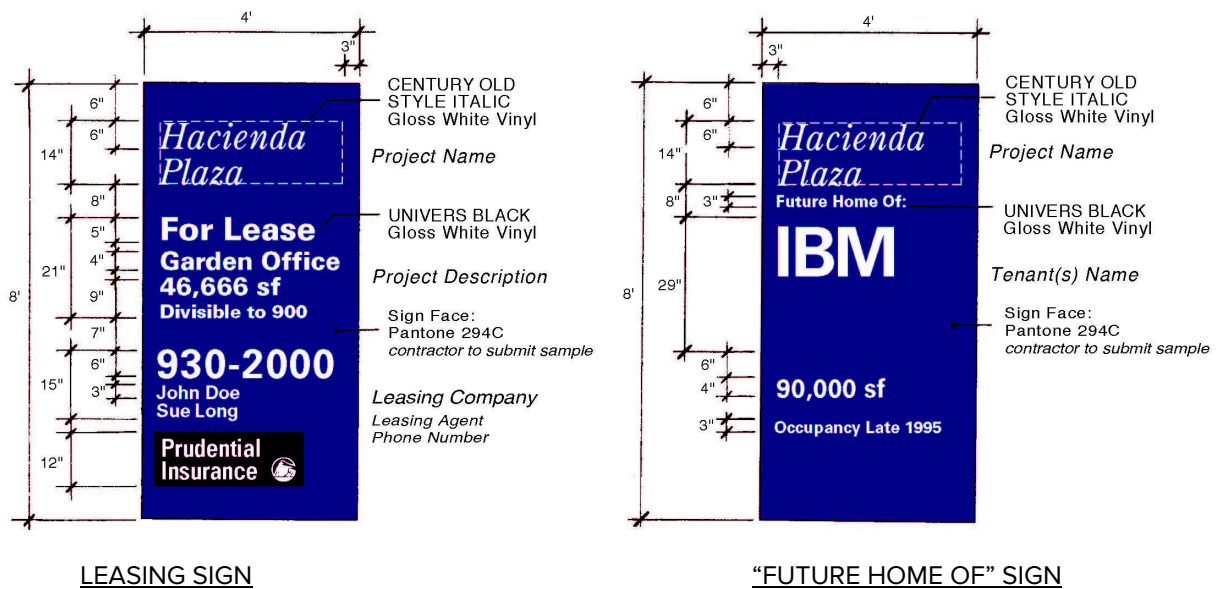 4'
3"
8'
6"
6"
14"
8"
5"
4"
21"
9"
7"
6"
15"
3"
12"
Hacienda
Plaza
For Lease
Garden Office
46,666 sf
Divisible to 900
930-2000
John Doe
Sue Long
Prudential
Insurance
CENTURY OLD
STYLE ITALIC
Gloss White Vinyl
Project Name
UNIVERS BLACK
Gloss White Vinyl
Project Description
Sign Face:
Pantone 294C
contractor to submit sample
Leasing Company
Leasing Agent
Phone Number
LEASING SIGN
4'
3"
8'
6"
6"
14"
8"
3"
29"
6"
4"
3"
Hacienda
Plaza
Future Home Of:
IBM
90,000 sf
Occupancy Late 1995
CENTURY OLD
STYLE ITALIC
Gloss White Vinyl
Project Name
UNIVERS BLACK
Gloss White Vinyl
Tenant(s) Name
Sign Face:
Pantone 294C
contractor to submit sample
“FUTURE HOME OF” SIGN